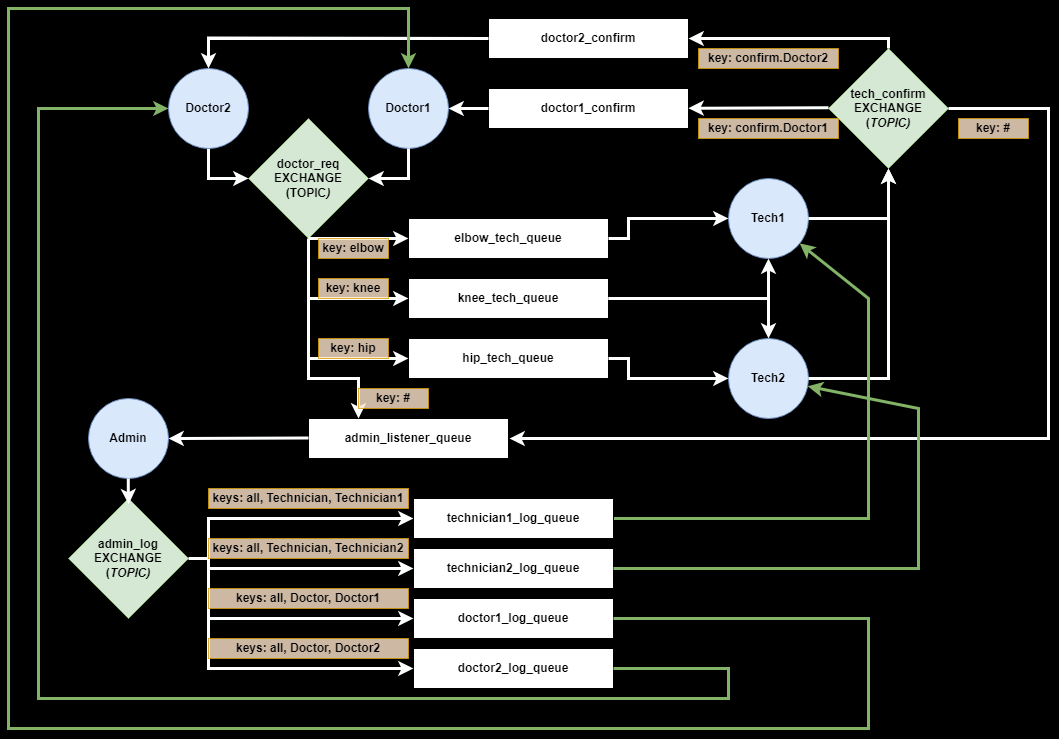 doctor2_confirm
key: confirm.Doctor2
Doctor2
Doctor1
doctor1_confirm
key: confirm.Doctor1
tech_confirm
EXCHANGE
(TOPIC)
key: #
doctor_req
EXCHANGE
(TOPIC)
Tech1
elbow_tech_queue
key: elbow
key: knee
knee_tech_queue
key: hip
hip_tech_queue
Tech2
key: #
Admin
admin_listener_queue
keys: all, Technician, Technician1
technician1_log_queue
admin_log
EXCHANGE
(TOPIC)
keys: all, Technician, Technician2
technician2_log_queue
keys: all, Doctor, Doctor1
doctor1_log_queue
keys: all, Doctor, Doctor2
doctor2_log_queue